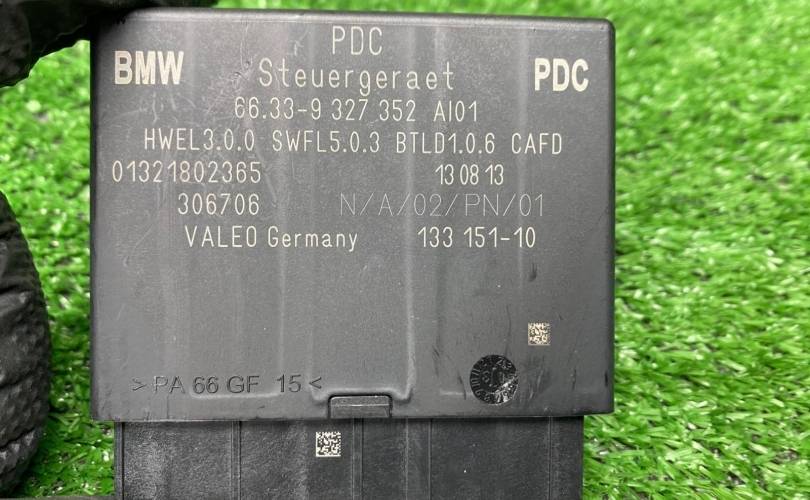 PDC
BMW Steuergeraet PDC
66.33-9 327 352 AI01
HWEL3.0.0 SWFL5.0.3 BTLD1.0.6 CAFD
01321802365 13 08 13
306706 N/A/02/PN/01
VALEO Germany 133 151-10
>PA 66 GF 15<